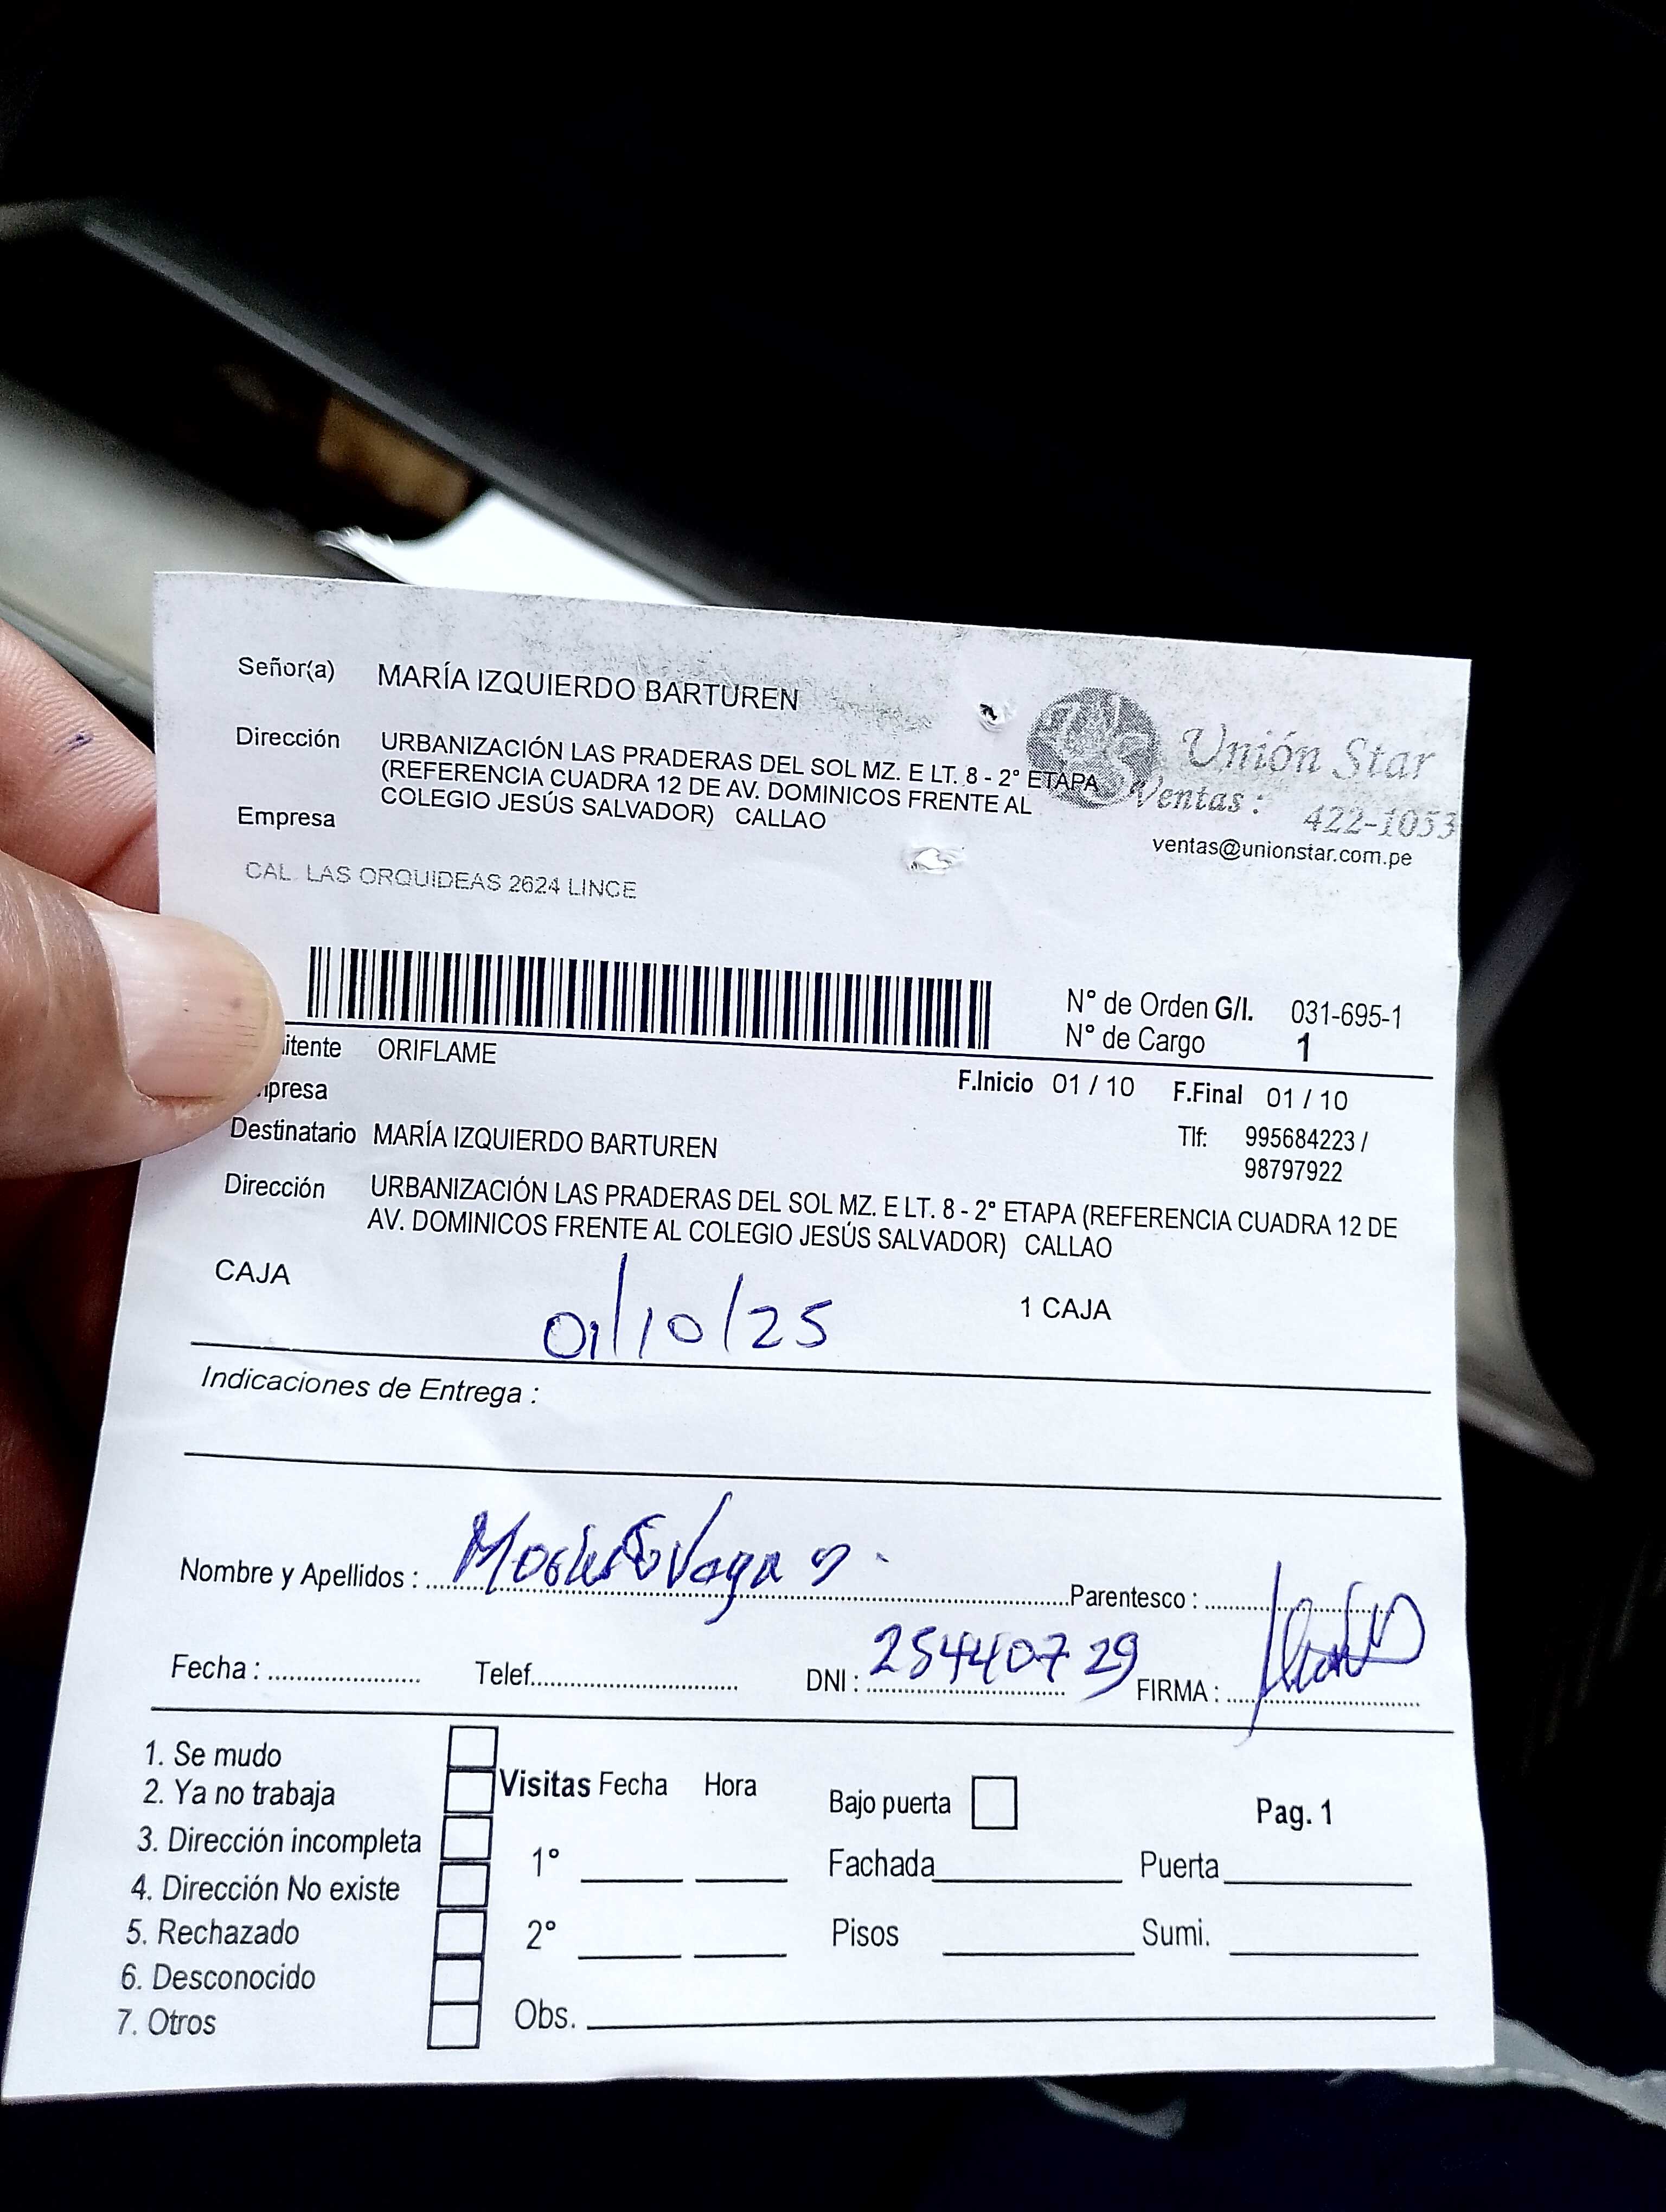 Señor(a) MARÍA IZQUIERDO BARTUREN
Dirección URBANIZACIÓN LAS PRADERAS DEL SOL MZ. E LT. 8 - 2° ETAPA
(REFERENCIA CUADRA 12 DE AV. DOMINICOS FRENTE AL
COLEGIO JESÚS SALVADOR) CALLAO
Unión Star
Ventas : 422-1053
ventas@unionstar.com.pe
Empresa
CAL. LAS ORQUIDEAS 2624 LINCE
N° de Orden G/I. 031-695-1
N° de Cargo 1
itente ORIFLAME
presa
F.Inicio 01 / 10 F.Final 01 / 10
Destinatario MARÍA IZQUIERDO BARTUREN
Tlf: 995684223 /
98797922
Dirección URBANIZACIÓN LAS PRADERAS DEL SOL MZ. E LT. 8 - 2° ETAPA (REFERENCIA CUADRA 12 DE
AV. DOMINICOS FRENTE AL COLEGIO JESÚS SALVADOR) CALLAO
CAJA 1 CAJA
01/10/25
Indicaciones de Entrega :
Nombre y Apellidos : Parentesco :
Fecha : Telef. DNI : 25440729 FIRMA :
1. Se mudo
2. Ya no trabaja
3. Dirección incompleta
4. Dirección No existe
5. Rechazado
6. Desconocido
7. Otros
Visitas Fecha Hora
1°
2°
Obs.
Bajo puerta
Pag. 1
Fachada Puerta
Pisos Sumi.